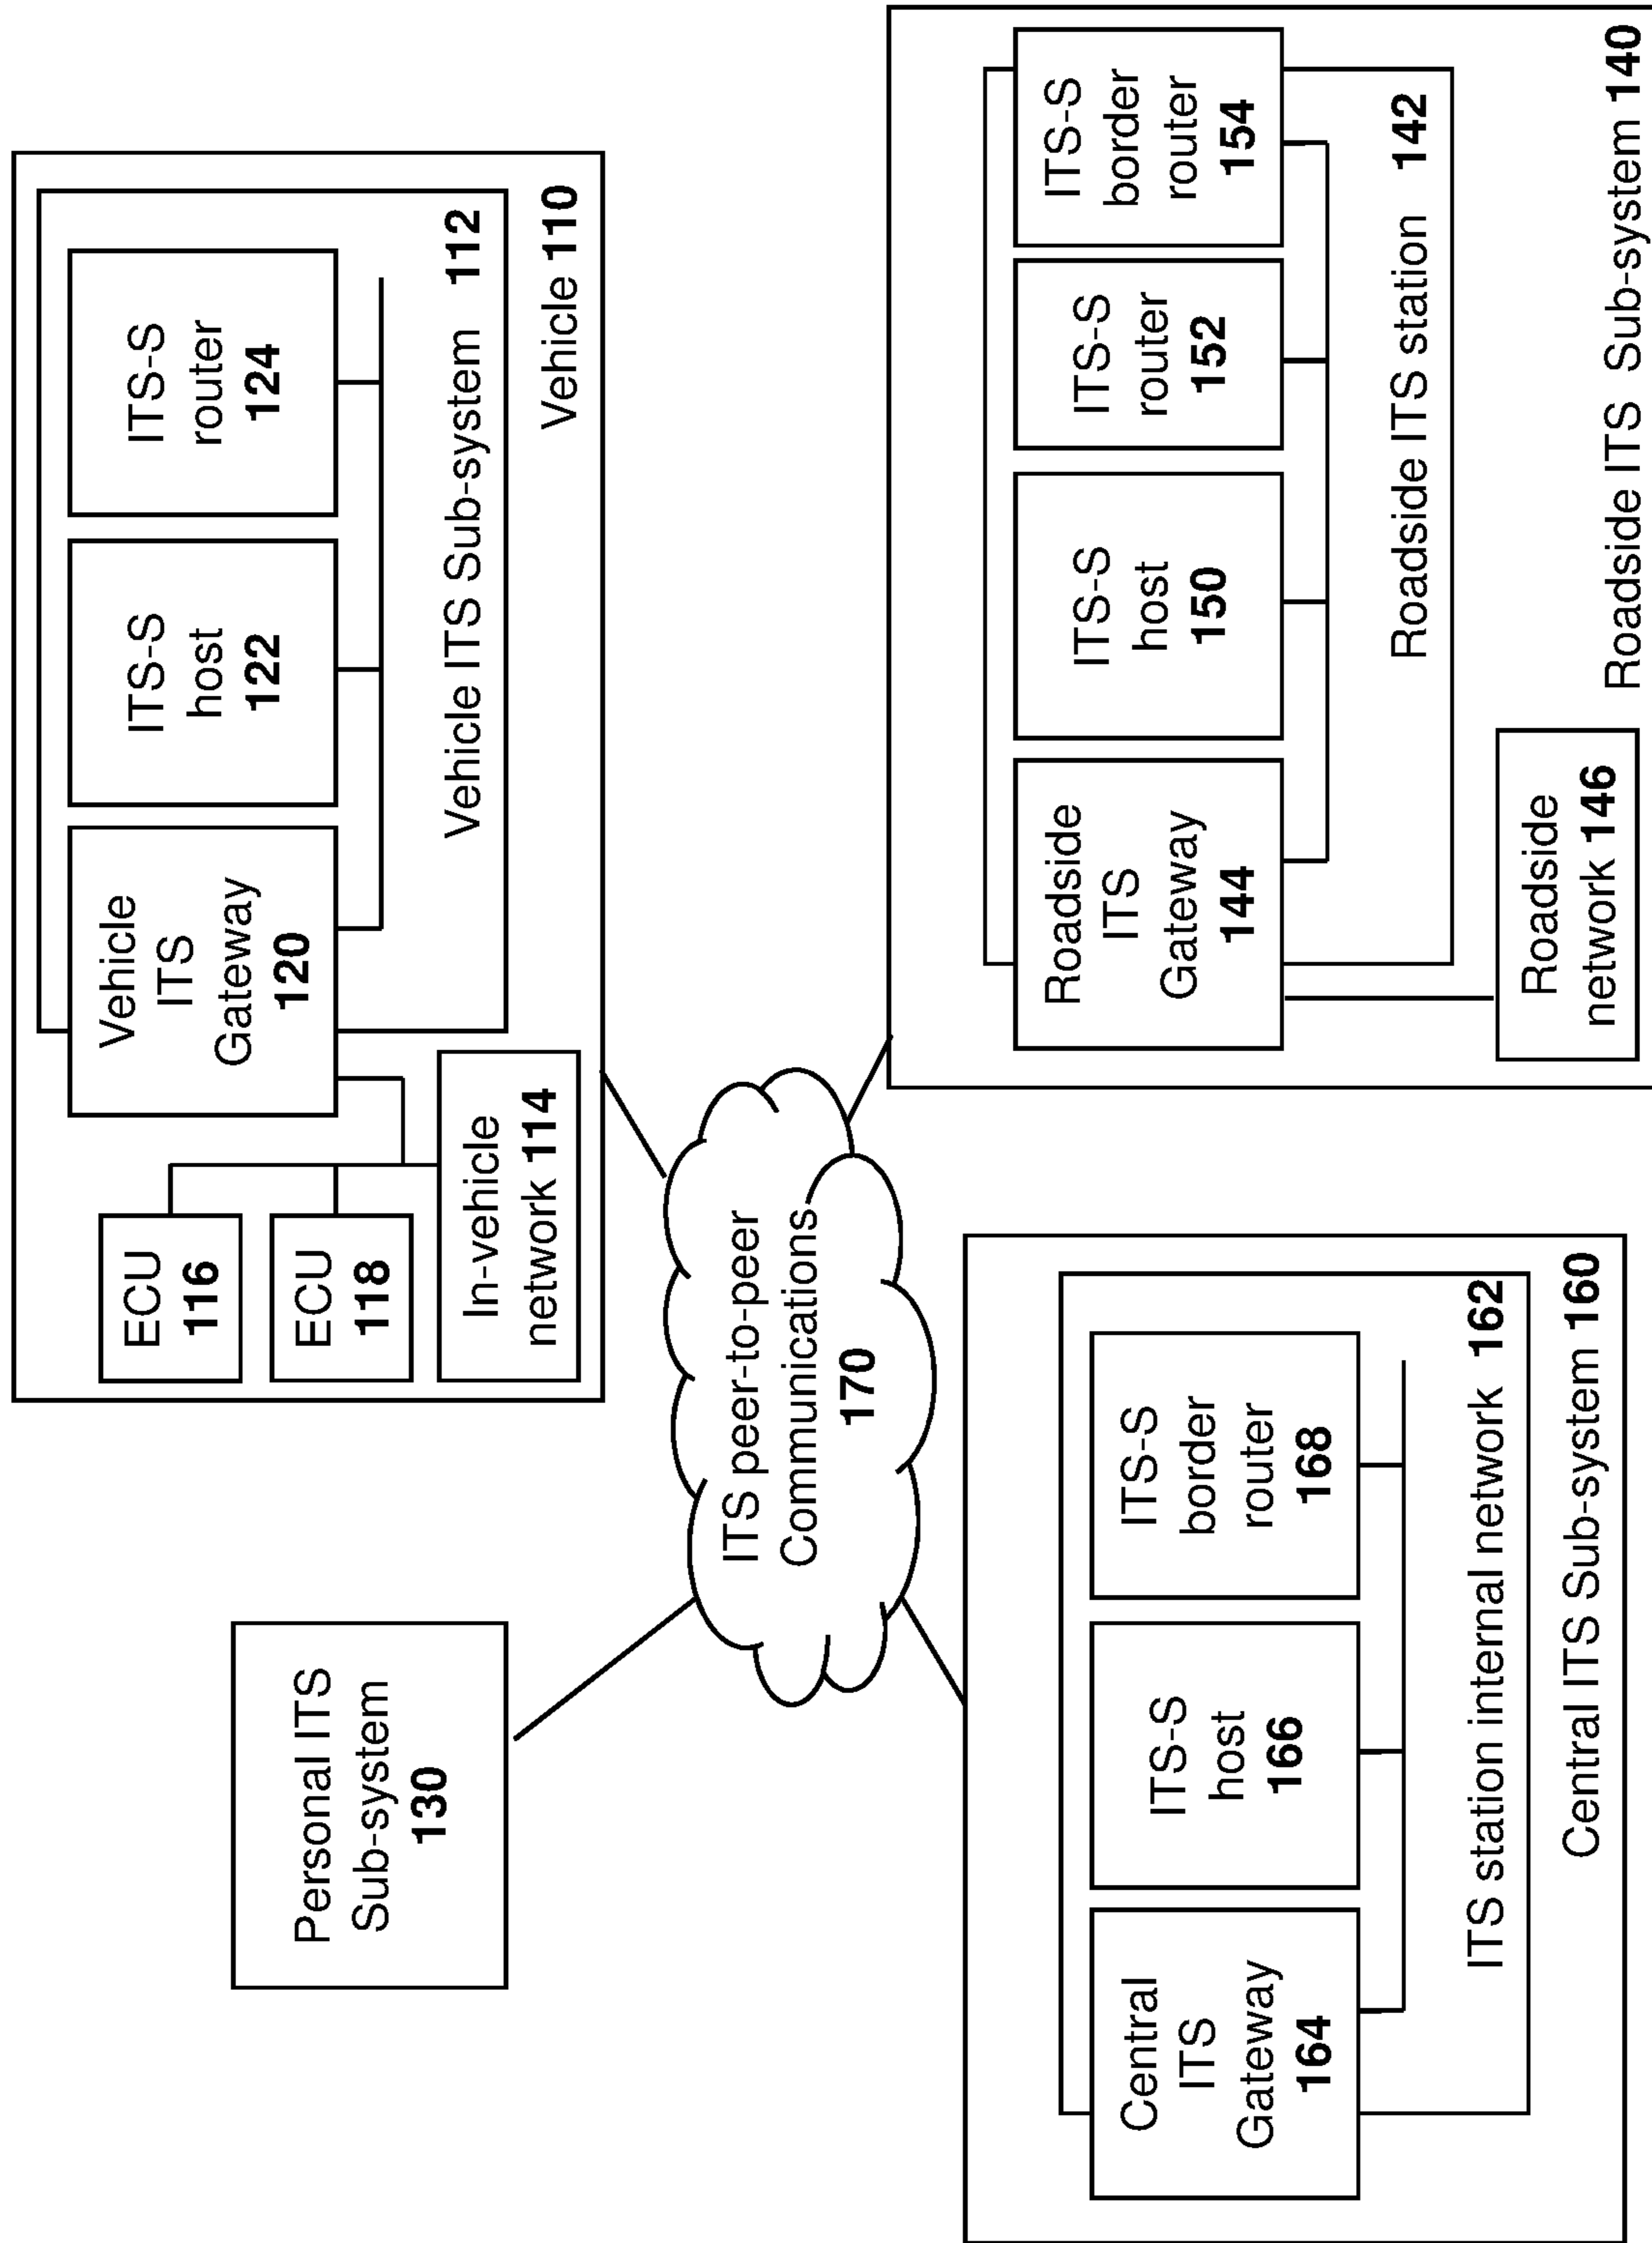 Personal ITS
Sub-system
130
ECU
116
ECU
118
In-vehicle
network 114
Vehicle
ITS
Gateway
120
ITS-S
host
122
ITS-S
router
124
Vehicle ITS Sub-system 112
Vehicle 110
ITS peer-to-peer
Communications
170
Central
ITS
Gateway
164
ITS-S
host
166
ITS-S
border
router
168
ITS station internal network 162
Central ITS Sub-system 160
Roadside
ITS
Gateway
144
ITS-S
host
150
ITS-S
router
152
ITS-S
border
router
154
Roadside ITS station 142
Roadside
network 146
Roadside ITS Sub-system 140